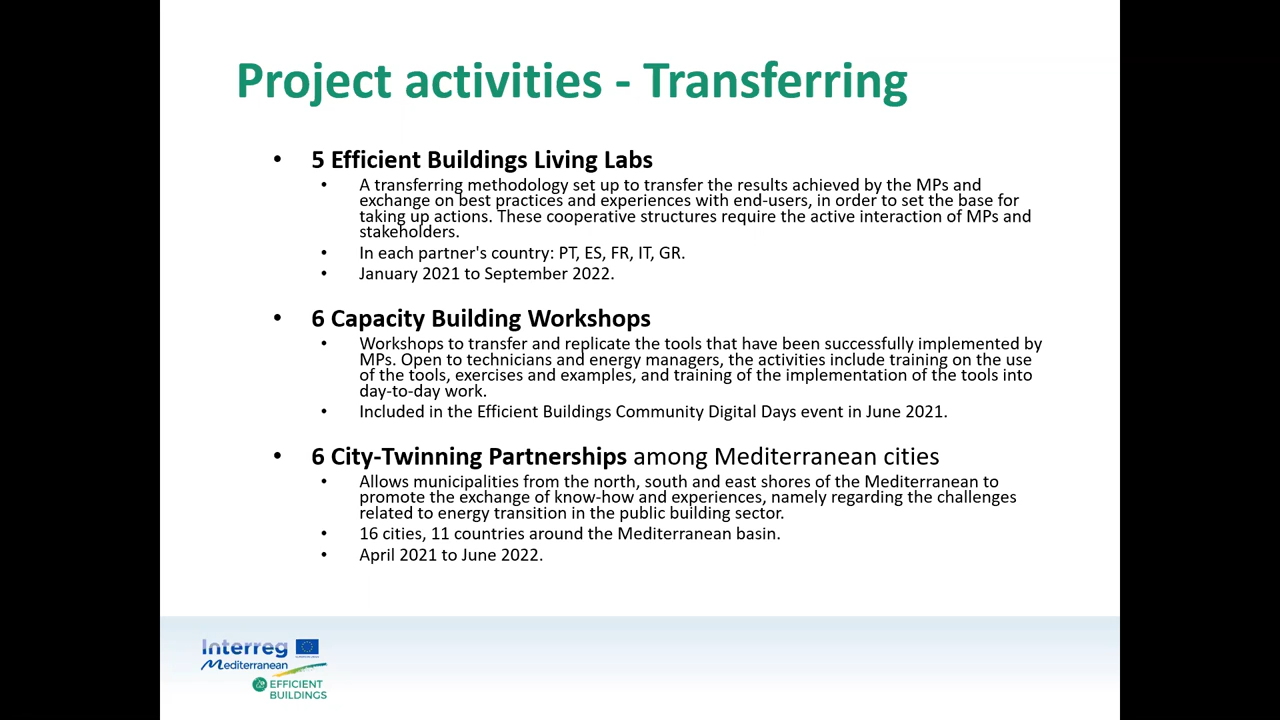 Project activities - Transferring
• 5 Efficient Buildings Living Labs
• A transferring methodology set up to transfer the results achieved by the MPs and
exchange on best practices and experiences with end-users, in order to set the base for
taking up actions. These cooperative structures require the active interaction of MPs and
stakeholders.
• In each partner's country: PT, ES, FR, IT, GR.
• January 2021 to September 2022.
• 6 Capacity Building Workshops
• Workshops to transfer and replicate the tools that have been successfully implemented by
MPs. Open to technicians and energy managers, the activities include training on the use
of the tools, exercises and examples, and training of the implementation of the tools into
day-to-day work.
• Included in the Efficient Buildings Community Digital Days event in June 2021.
• 6 City-Twinning Partnerships among Mediterranean cities
• Allows municipalities from the north, south and east shores of the Mediterranean to
promote the exchange of know-how and experiences, namely regarding the challenges
related to energy transition in the public building sector.
• 16 cities, 11 countries around the Mediterranean basin.
• April 2021 to June 2022.
Interreg
Mediterranean
EFFICIENT
BUILDINGS